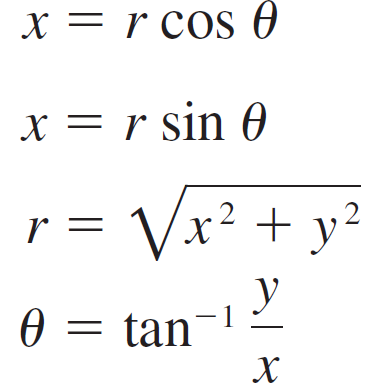 x = r cos θ
x = r sin θ
r = √(x² + y²)
θ = tan⁻¹ y/x